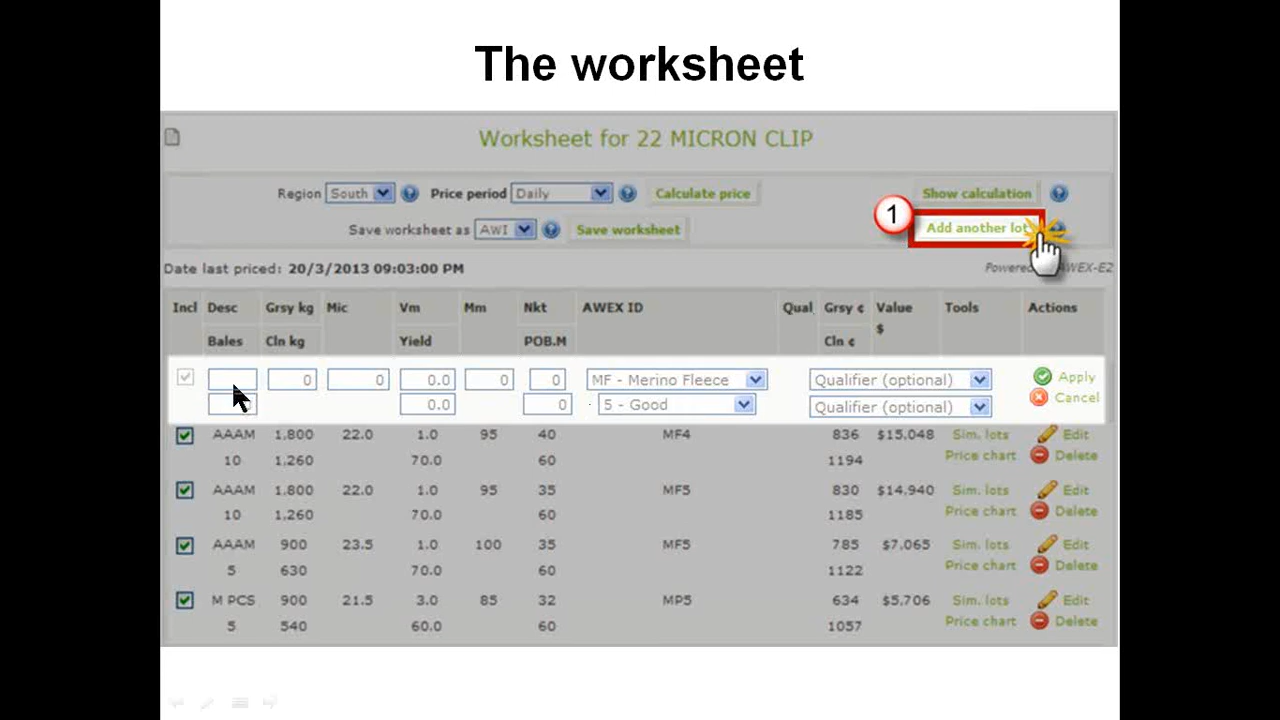 The worksheet
Worksheet for 22 MICRON CLIP
Region South Price period Daily Calculate price Show calculation
1
Save worksheet as AWI Save worksheet Add another lot
Date last priced: 20/3/2013 09:03:00 PM Powered AWEX-E2
Incl Desc Grsy kg Mic Vm Mm Nkt AWEX ID Qual Grsy ¢ Value $ Tools Actions
Bales Cln kg Yield POB.M Cln ¢
0 0 0.0 0 0 MF - Merino Fleece Qualifier (optional) Apply
0.0 0 5 - Good Qualifier (optional) Cancel
AAAM 1,800 22.0 1.0 95 40 MF4 836 $15,048 Sim. lots Edit
10 1,260 70.0 60 1194 Price chart Delete
AAAM 1,800 22.0 1.0 95 35 MF5 830 $14,940 Sim. lots Edit
10 1,260 70.0 60 1185 Price chart Delete
AAAM 900 23.5 1.0 100 35 MF5 785 $7,065 Sim. lots Edit
5 630 70.0 60 1122 Price chart Delete
M PCS 900 21.5 3.0 85 32 MP5 634 $5,706 Sim. lots Edit
5 540 60.0 60 1057 Price chart Delete